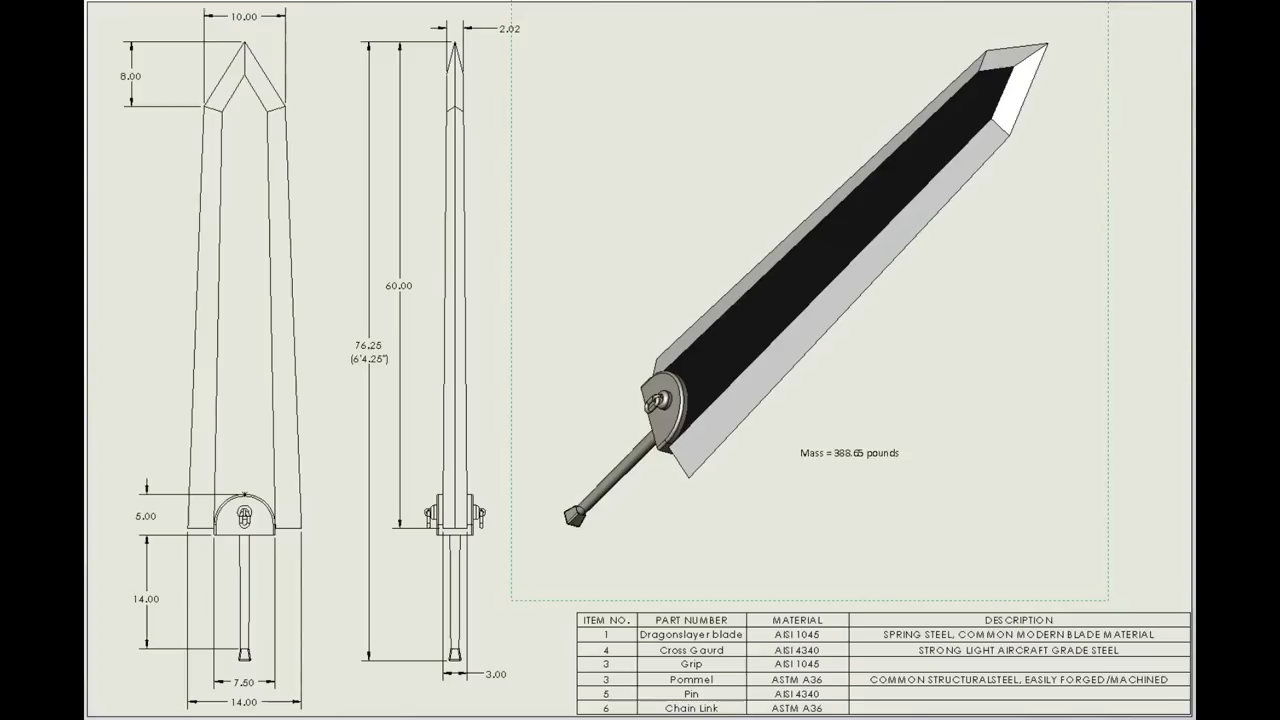 10.00
2.02
8.00
60.00
76.25
(6'4.25")
Mass = 388.65 pounds
5.00
14.00
7.50
3.00
14.00
ITEM NO. PART NUMBER MATERIAL DESCRIPTION
1 Dragonslayer blade AISI 1045 SPRING STEEL, COMMON MODERN BLADE MATERIAL
4 Cross Gaurd AISI 4340 STRONG LIGHT AIRCRAFT GRADE STEEL
3 Grip AISI 1045
3 Pommel ASTM A36 COMMON STRUCTURALSTEEL, EASILY FORGED/MACHINED
5 Pin AISI 4340
6 Chain Link ASTM A36